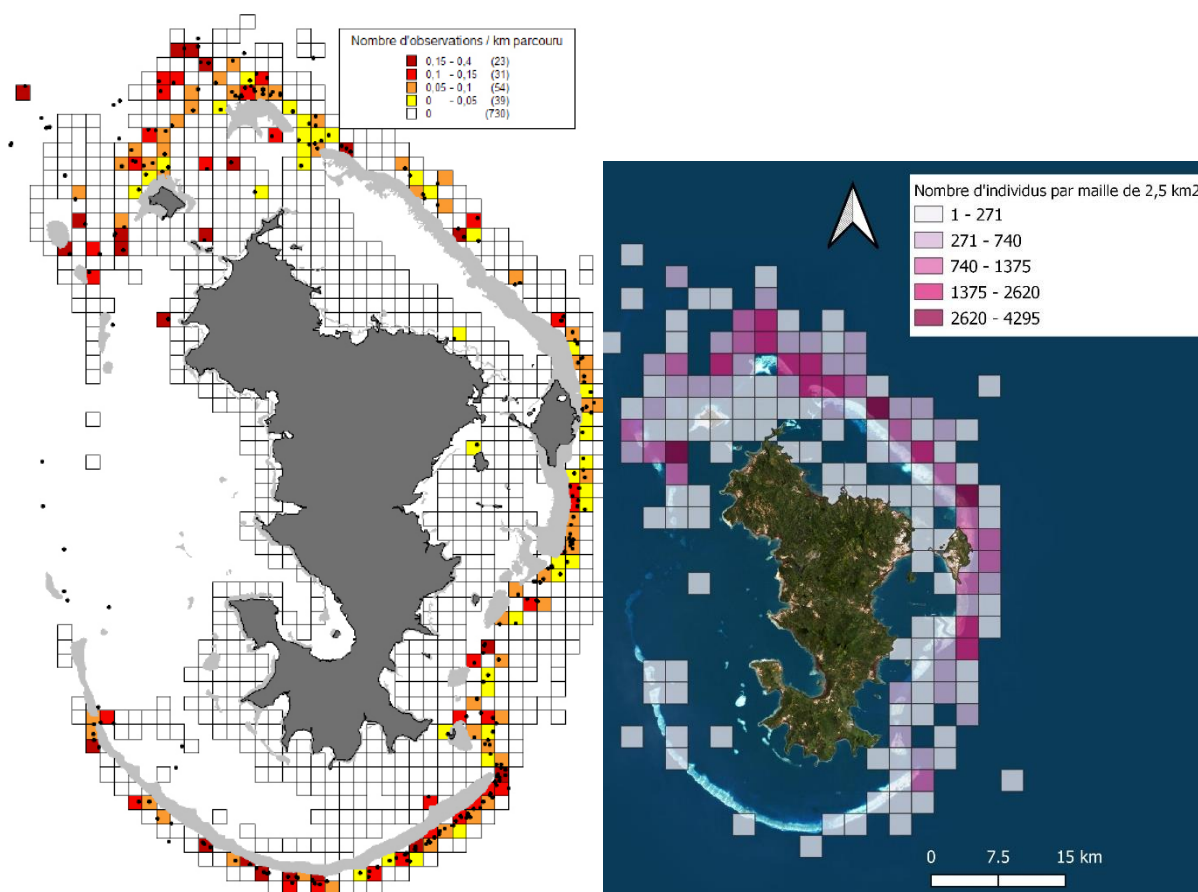 Nombre d'observations / km parcouru
0,15 - 0,4 (23)
0,1 - 0,15 (31)
0,05 - 0,1 (54)
0 - 0,05 (39)
0 (730)
Nombre d'individus par maille de 2,5 km2
1 - 271
271 - 740
740 - 1375
1375 - 2620
2620 - 4295
0 7.5 15 km